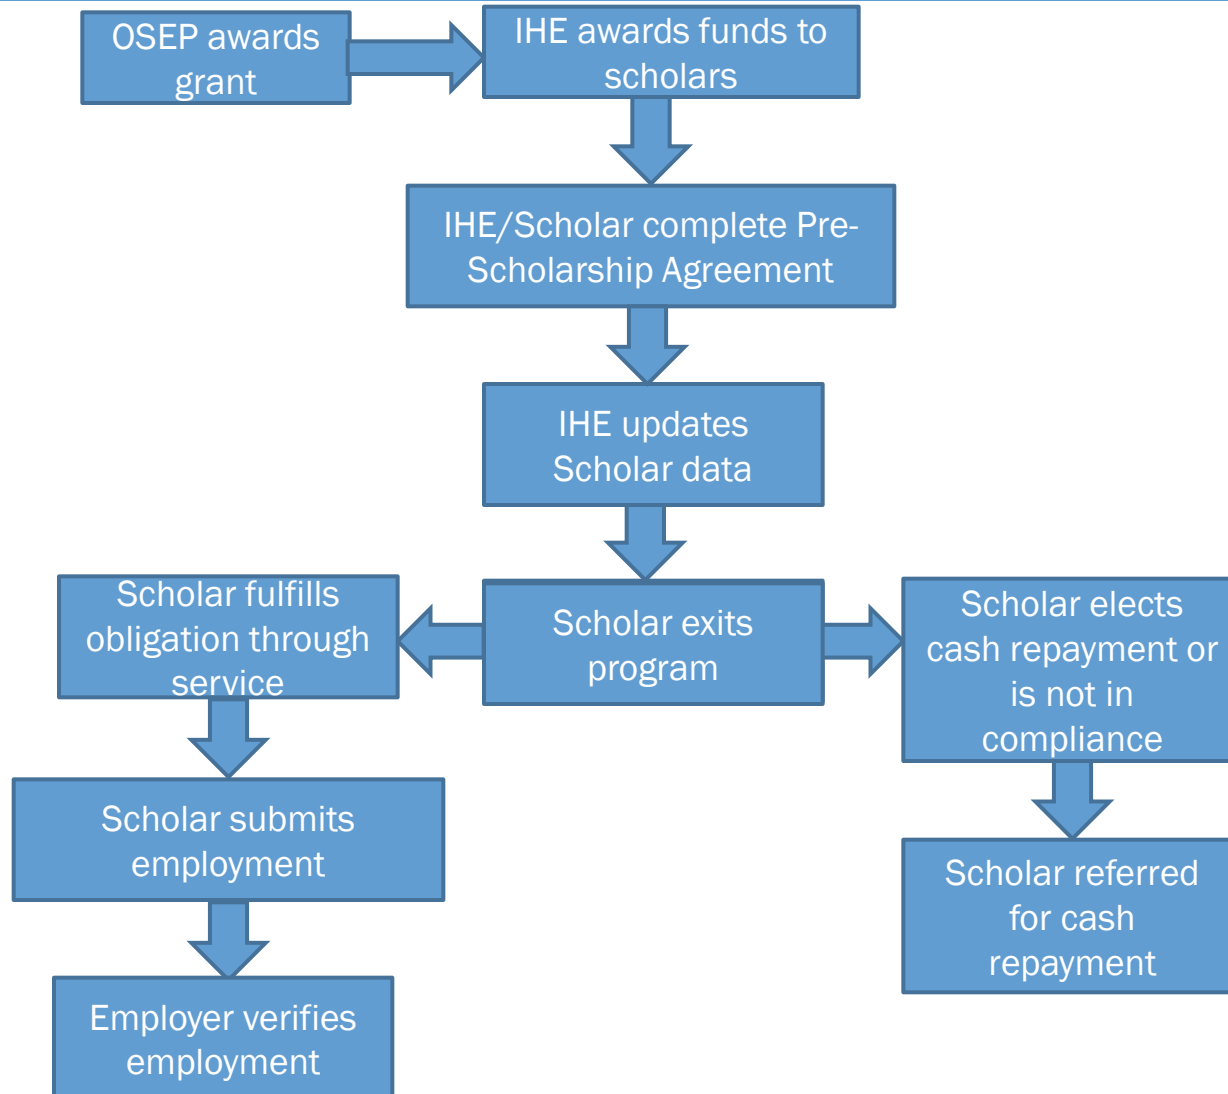 OSEP awards
grant
IHE awards funds to
scholars
IHE/Scholar complete Pre-
Scholarship Agreement
IHE updates
Scholar data
Scholar exits
program
Scholar fulfills
obligation through
service
Scholar submits
employment
Employer verifies
employment
Scholar elects
cash repayment or
is not in
compliance
Scholar referred
for cash
repayment